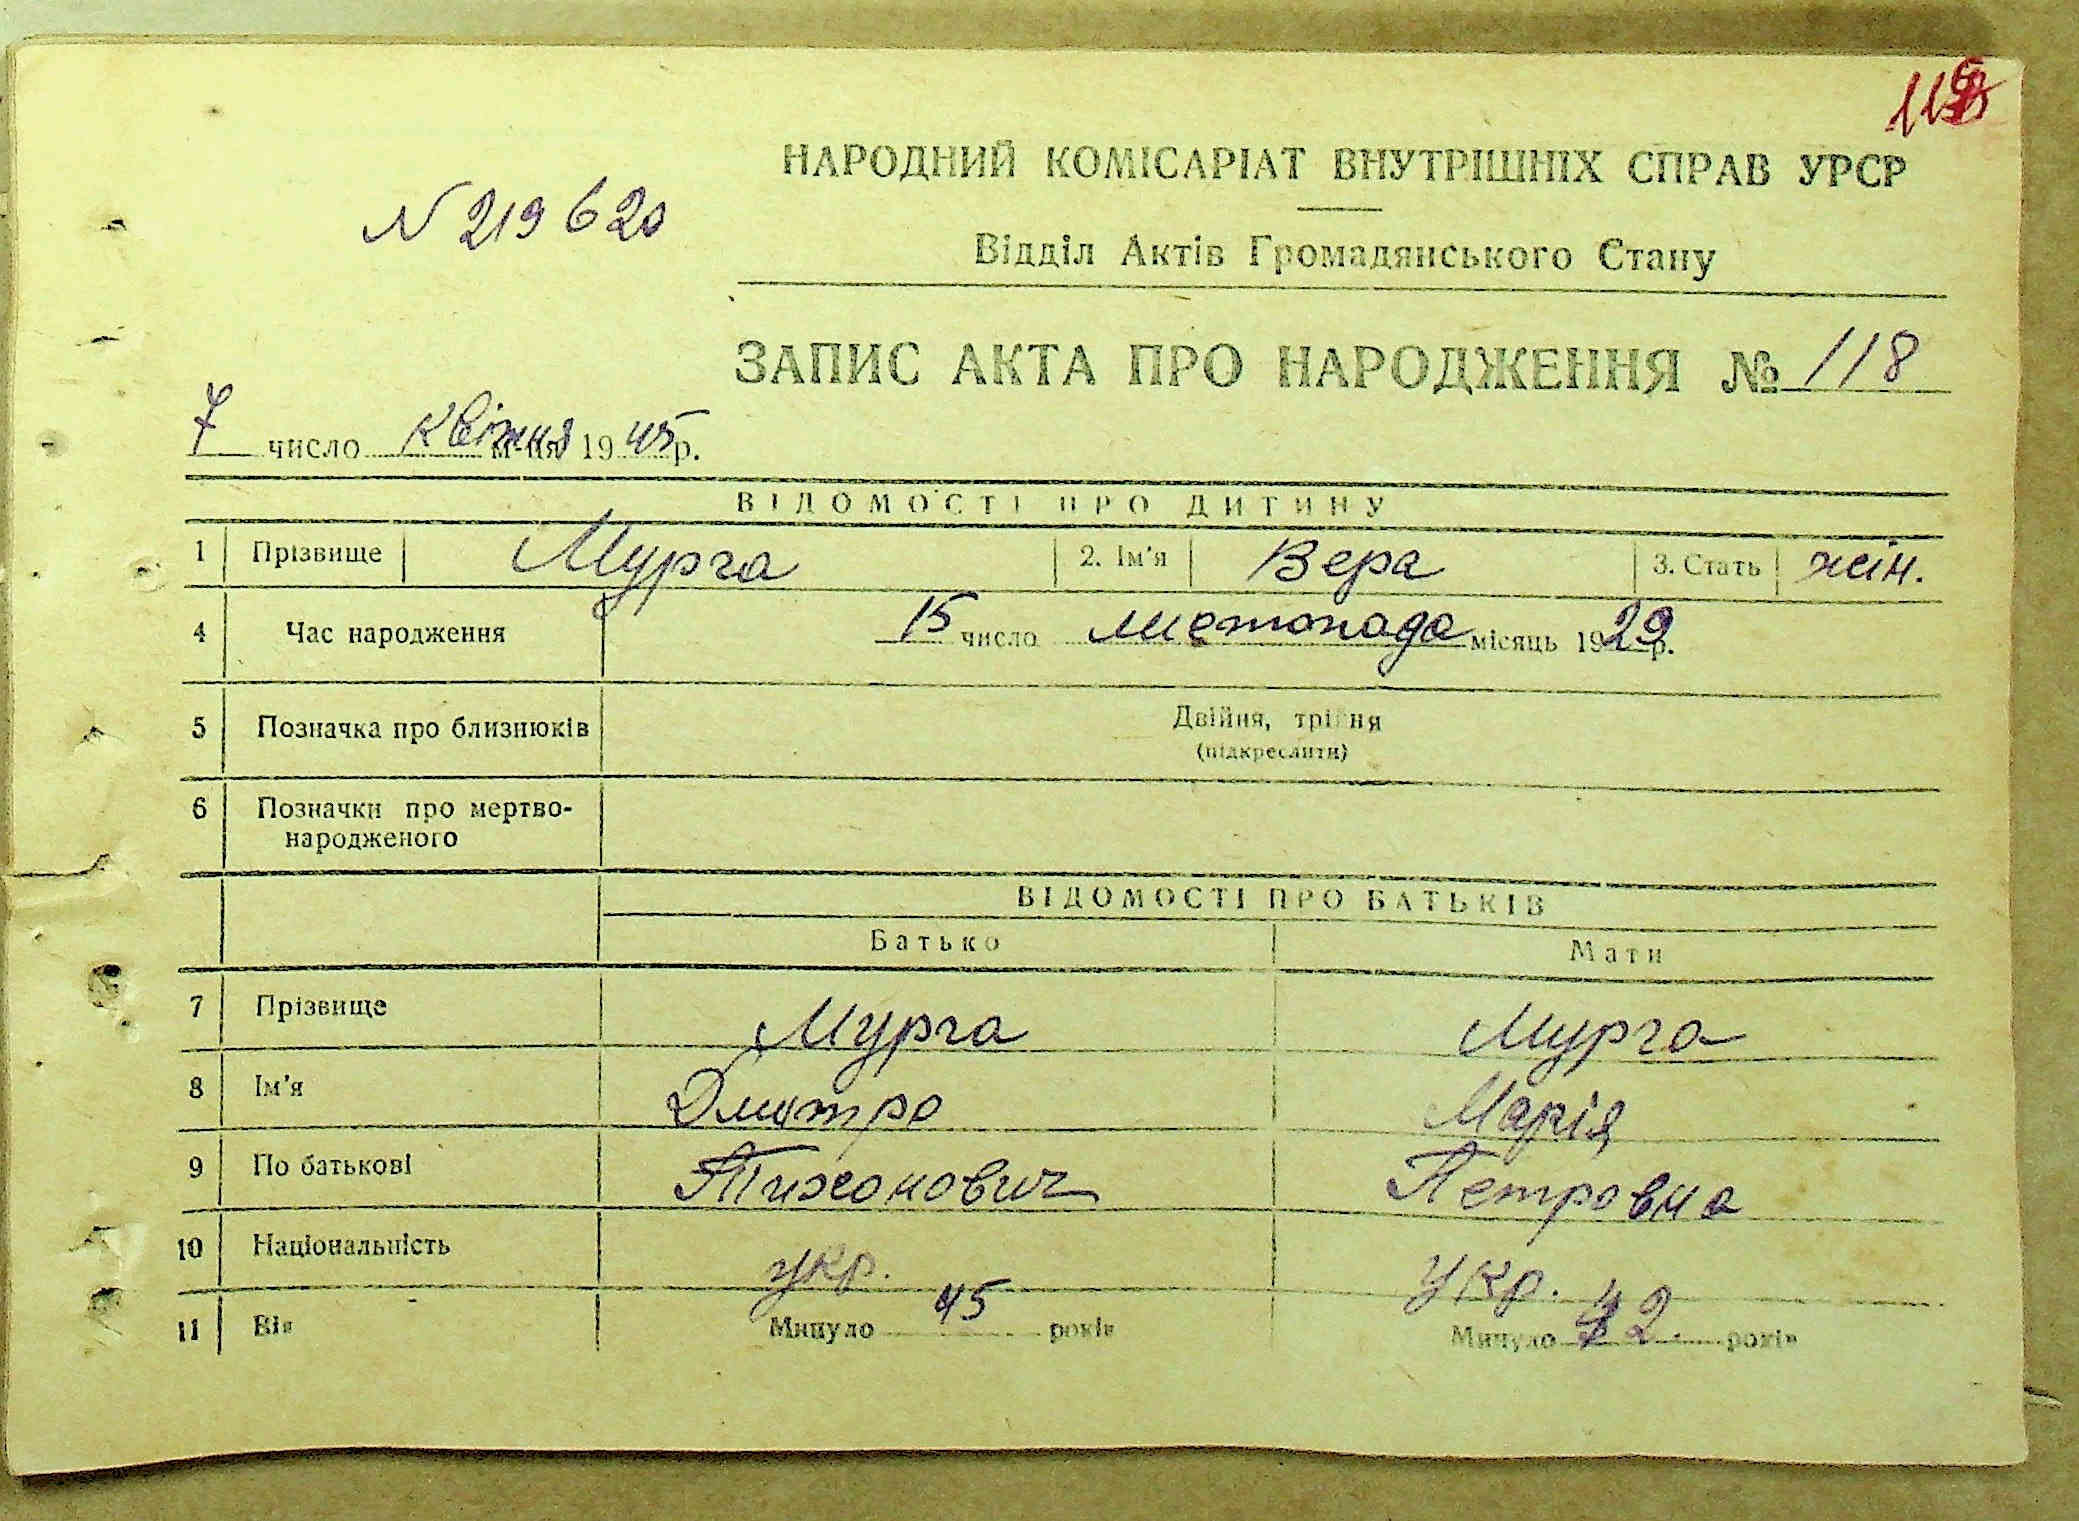 НАРОДНИЙ КОМІСАРІАТ ВНУТРІШНІХ СПРАВ УРСР
N 219620
Відділ Актів Громадянського Стану
ЗАПИС АКТА ПРО НАРОДЖЕННЯ № 118
7 число квітня м-ця 1945 р.
ВІДОМОСТІ ПРО ДИТИНУ
1 Прізвище Мурга 2. Ім'я Вера 3. Стать жін.
4 Час народження 15 число листопада місяць 1929 р.
5 Позначка про близнюків Двійня, трійня
(підкреслити)
6 Позначки про мертво-
народженого
ВІДОМОСТІ ПРО БАТЬКІВ
Батько Мати
7 Прізвище Мурга Мурга
8 Ім'я Дмитро Марія
9 По батькові Тихонович Петровна
10 Національність укр. укр.
11 Вік Минуло 45 років Минуло 42 років